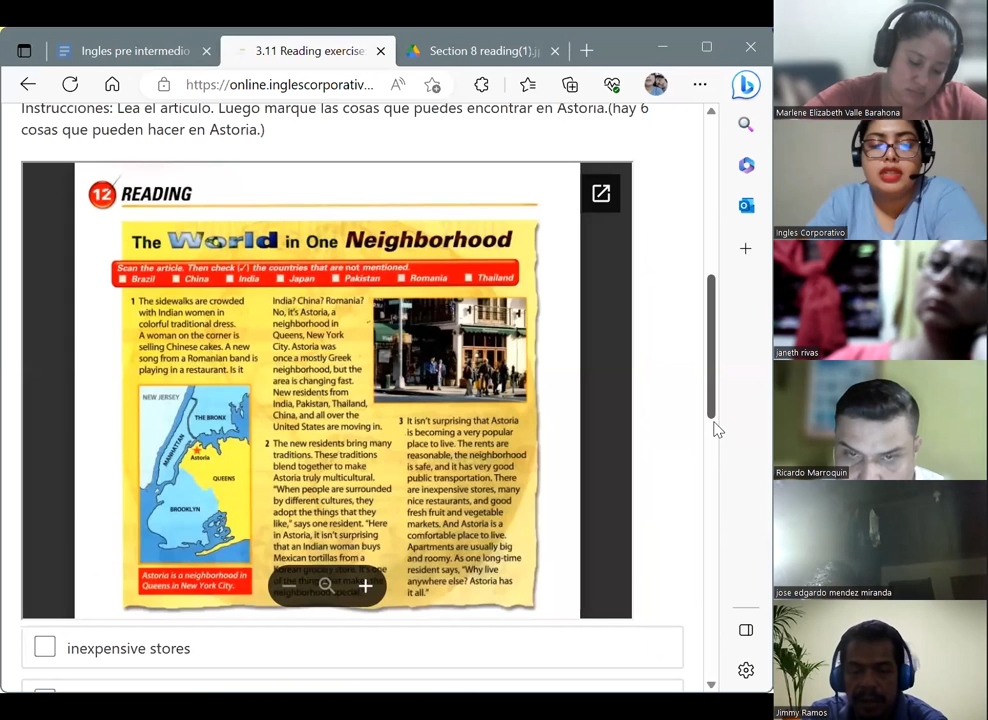 Ingles pre intermedio
3.11 Reading exercise
Section 8 reading(1).j
https://online.inglescorporativ...
Instrucciones: Lea el articulo. Luego marque las cosas que puedes encontrar en Astoria.(hay 6
cosas que pueden hacer en Astoria.)
12 READING
The World in One Neighborhood
Scan the article. Then check (✓) the countries that are not mentioned.
Brazil China India Japan Pakistan Romania Thailand
1 The sidewalks are crowded
with Indian women in
colorful traditional dress.
A woman on the corner is
selling Chinese cakes. A new
song from a Romanian band is
playing in a restaurant. Is it
NEW JERSEY
THE BRONX
MANHATTAN
Astoria
QUEENS
BROOKLYN
Astoria is a neighborhood in
Queens in New York City.
India? China? Romania?
No, it's Astoria, a
neighborhood in
Queens, New York
City. Astoria was
once a mostly Greek
neighborhood, but the
area is changing fast.
New residents from
India, Pakistan, Thailand,
China, and all over the
United States are moving in.
2 The new residents bring many
traditions. These traditions
blend together to make
Astoria truly multicultural.
"When people are surrounded
by different cultures, they
adopt the things that they
like," says one resident. "Here
in Astoria, it isn't surprising
that an Indian woman buys
Mexican tortillas from a
Korean grocery store. It's one
of the things that make the
neighborhood special."
3 It isn't surprising that Astoria
is becoming a very popular
place to live. The rents are
reasonable, the neighborhood
is safe, and it has very good
public transportation. There
are inexpensive stores, many
nice restaurants, and good
fresh fruit and vegetable
markets. And Astoria is a
comfortable place to live.
Apartments are usually big
and roomy. As one long-time
resident says, "Why live
anywhere else? Astoria has
it all."
inexpensive stores
Marlene Elizabeth Valle Barahona
Ingles Corporativo
janeth rivas
Ricardo Marroquin
jose edgardo mendez miranda
Jimmy Ramos